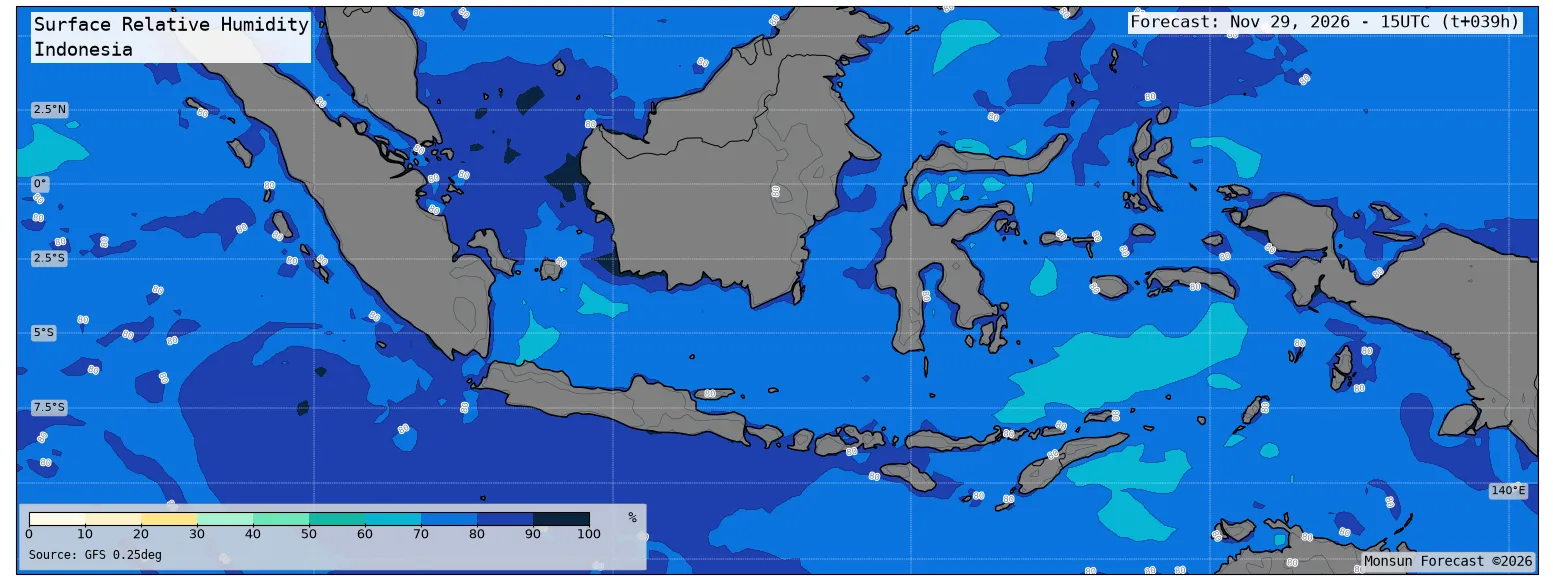 Surface Relative Humidity
Indonesia
Forecast: Nov 29, 2026 - 15UTC (t+039h)
2.5°N
0°
2.5°S
5°S
7.5°S
140°E
80
0 10 20 30 40 50 60 70 80 90 100
%
Source: GFS 0.25deg
Monsun Forecast ©2026